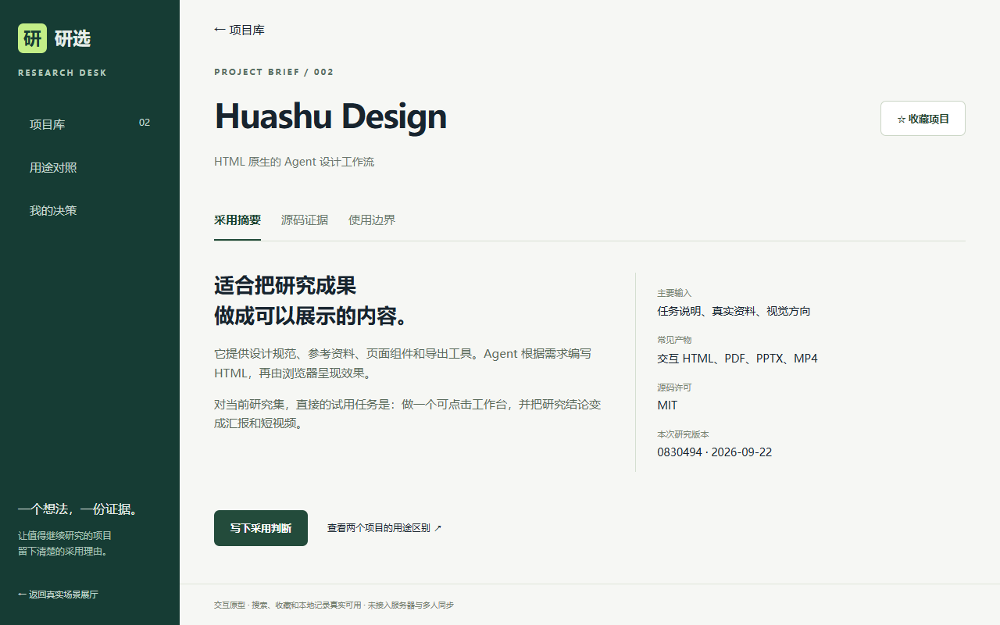 研 研选
RESEARCH DESK
项目库 02
用途对照
我的决策
一个想法，一份证据。
让值得继续研究的项目
留下清楚的采用理由。
← 返回真实场景展厅
← 项目库
PROJECT BRIEF / 002
Huashu Design
☆ 收藏项目
HTML 原生的 Agent 设计工作流
采用摘要 源码证据 使用边界
适合把研究成果
做成可以展示的内容。
它提供设计规范、参考资料、页面组件和导出工具。Agent 根据需求编写
HTML，再由浏览器呈现效果。
对当前研究集，直接的试用任务是：做一个可点击工作台，并把研究结论变
成汇报和短视频。
主要输入
任务说明、真实资料、视觉方向
常见产物
交互 HTML、PDF、PPTX、MP4
源码许可
MIT
本次研究版本
0830494 · 2026-09-22
写下采用判断 查看两个项目的用途区别 ↗
交互原型 · 搜索、收藏和本地记录真实可用 · 未接入服务器与多人同步